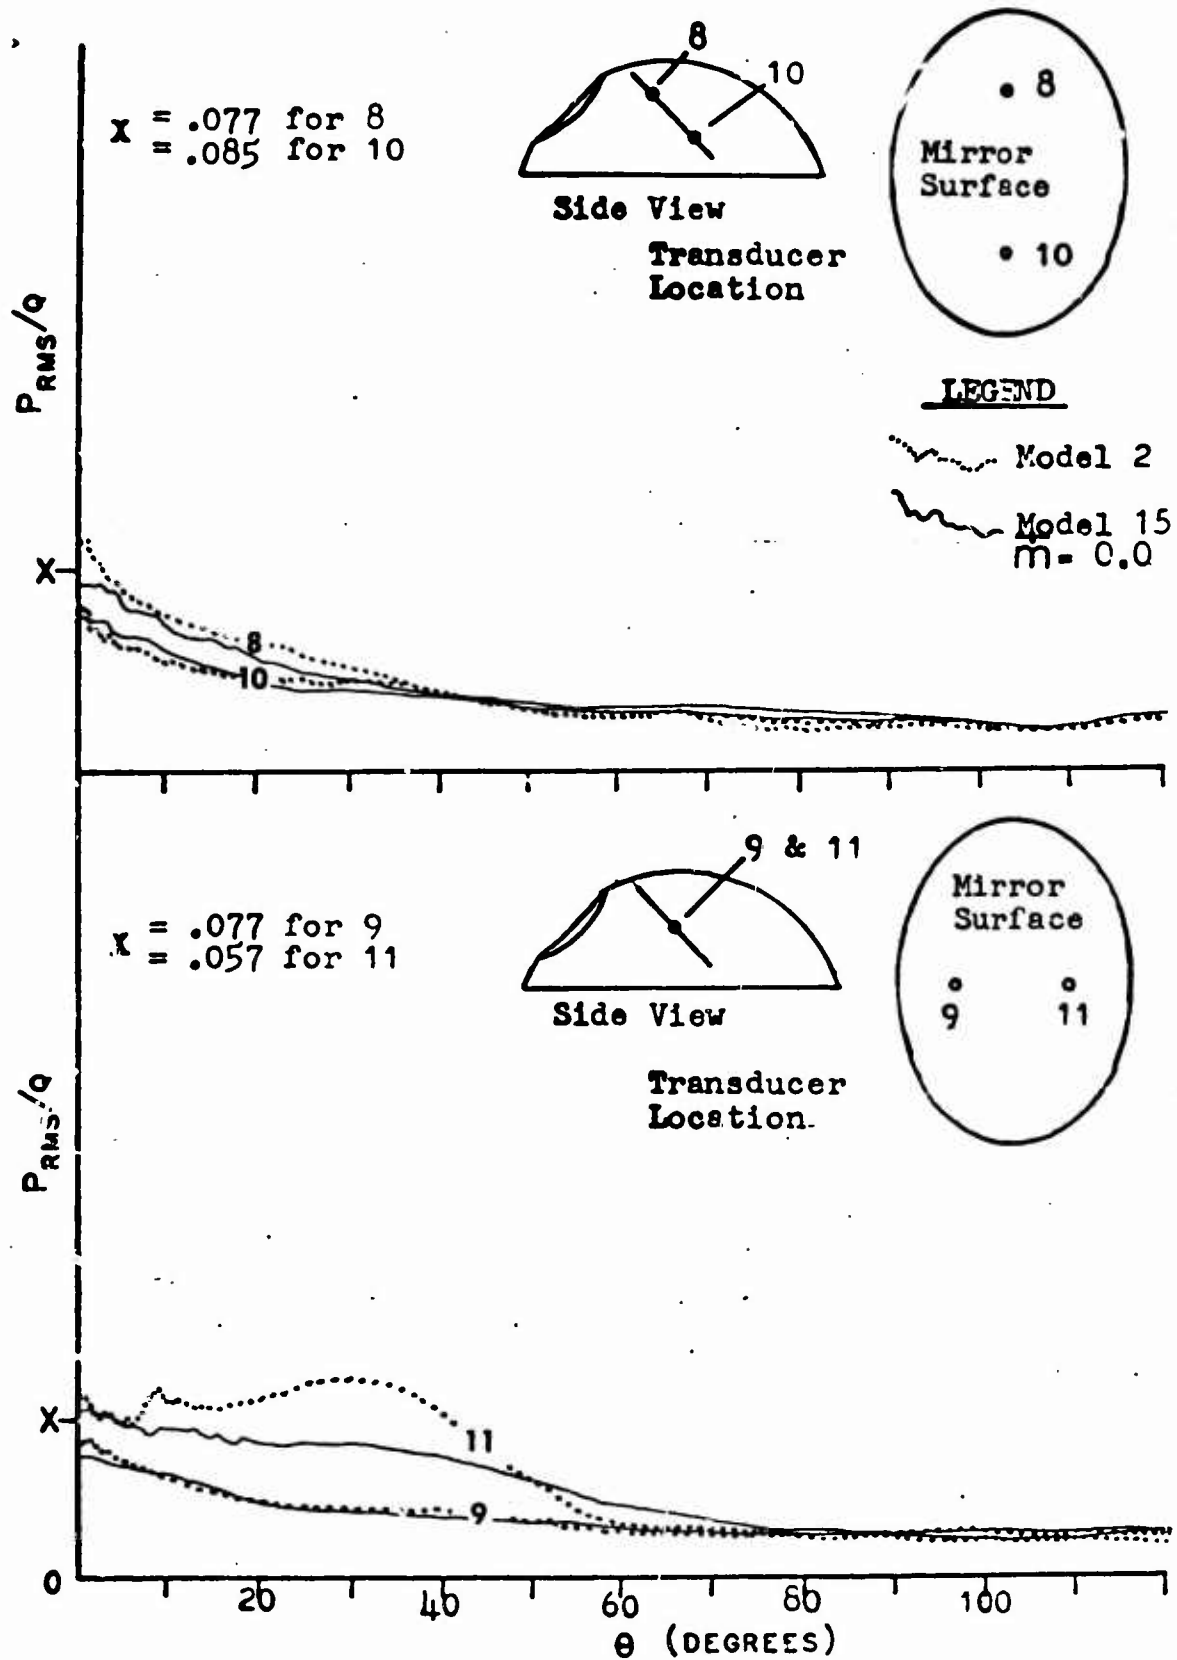 8
10
X = .077 for 8
= .085 for 10
Side View
Transducer
Location
8
Mirror
Surface
10
LEGEND
Model 2
Model 15
ṁ = 0.0
P_RMS/Q
X
8
10
9 & 11
X = .077 for 9
= .057 for 11
Side View
Transducer
Location
Mirror
Surface
9
11
P_RMS/Q
X
11
9
0
20
40
60
80
100
θ (DEGREES)